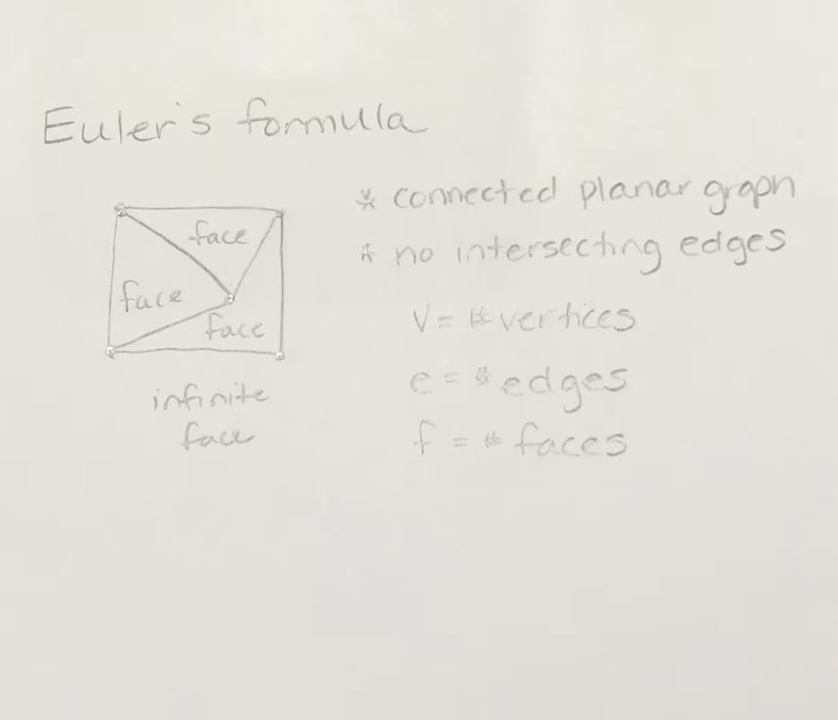 Euler's formula
* connected planar graph
* no intersecting edges
face
face
face
infinite
face
V = # vertices
e = # edges
f = # faces